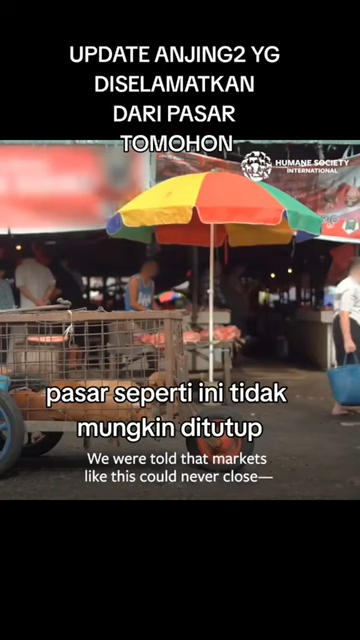 UPDATE ANJING2 YG
DISELAMATKAN
DARI PASAR
TOMOHON
HUMANE SOCIETY
INTERNATIONAL
pasar seperti ini tidak
mungkin ditutup
We were told that markets
like this could never close—